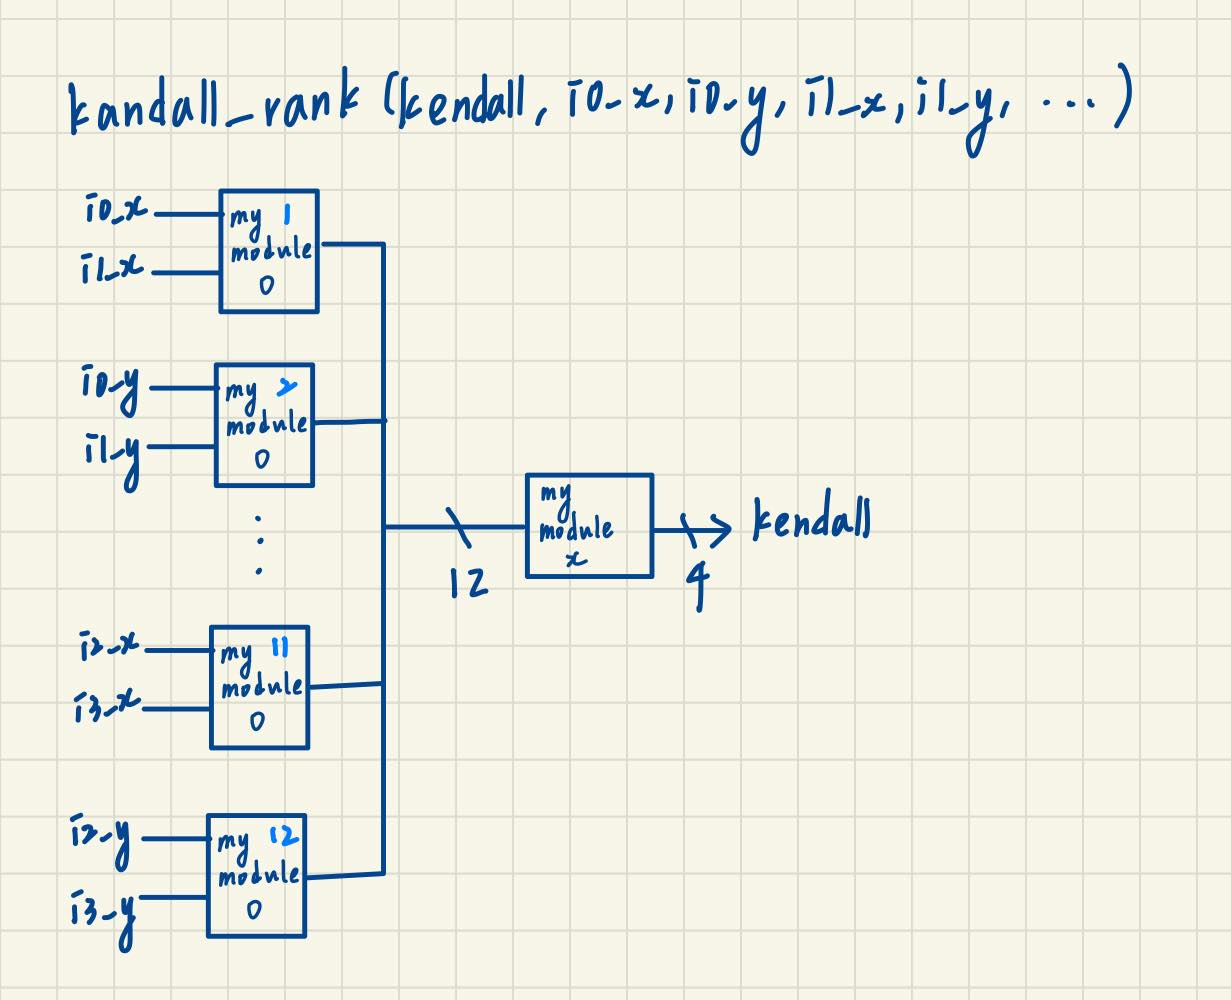 kandall_rank (kendall, i0_x, i0_y, i1_x, i1_y, ...)
i0_x
i1_x
my 1
module
0
i0_y
i1_y
my 2
module
0
12
my
module
x
4
kendall
i2_x
i3_x
my 11
module
0
i2_y
i3_y
my 12
module
0